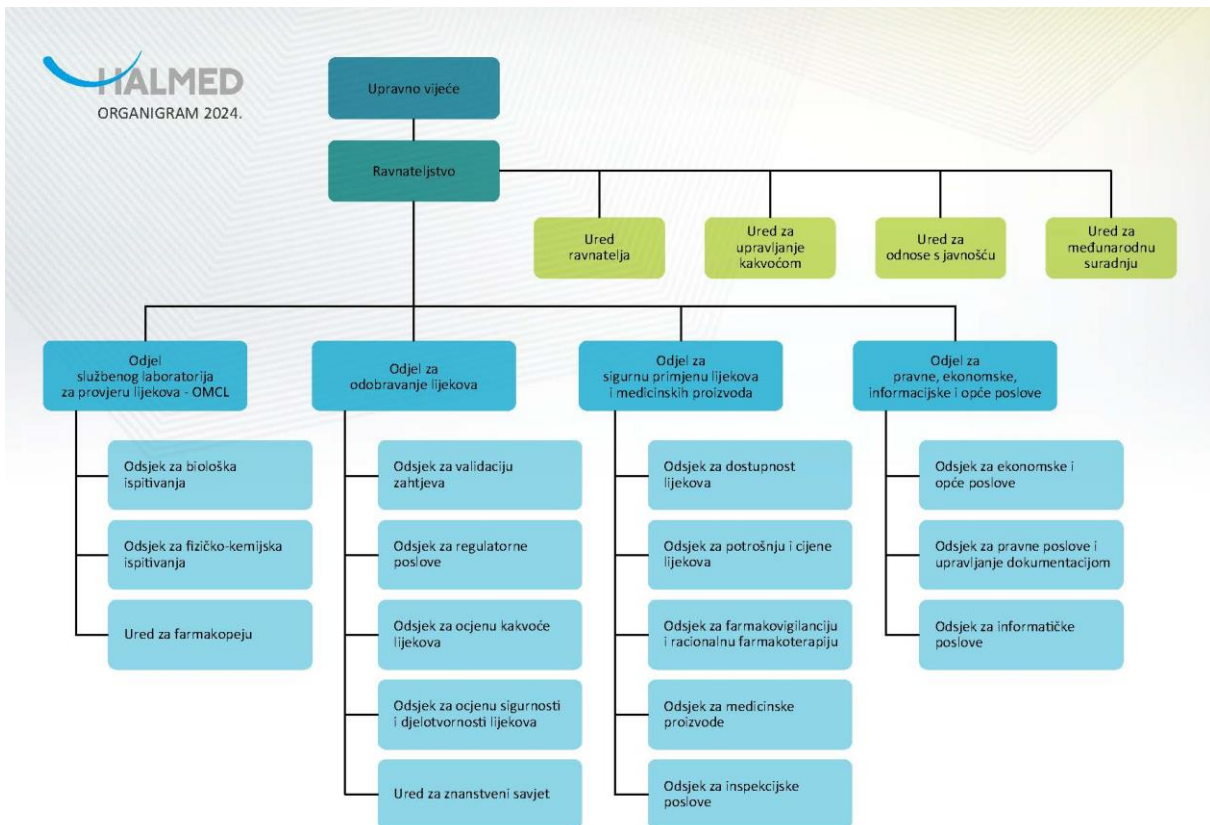 HALMED
ORGANIGRAM 2024.
Upravno vijeće
Ravnateljstvo
Ured
ravnatelja
Ured za
upravljanje
kakvoćom
Ured za
odnose s javnošću
Ured za
međunarodnu
suradnju
Odjel
službenog laboratorija
za provjeru lijekova - OMCL
Odjel za
odobravanje lijekova
Odjel za
sigurnu primjenu lijekova
i medicinskih proizvoda
Odjel za
pravne, ekonomske,
informacijske i opće poslove
Odsjek za biološka
ispitivanja
Odsjek za fizičko-kemijska
ispitivanja
Ured za farmakopeju
Odsjek za validaciju
zahtjeva
Odsjek za regulatorne
poslove
Odsjek za ocjenu kakvoće
lijekova
Odsjek za ocjenu sigurnosti
i djelotvornosti lijekova
Ured za znanstveni savjet
Odsjek za dostupnost
lijekova
Odsjek za potrošnju i cijene
lijekova
Odsjek za farmakovigilanciju
i racionalnu farmakoterapiju
Odsjek za medicinske
proizvode
Odsjek za inspekcijske
poslove
Odsjek za ekonomske i
opće poslove
Odsjek za pravne poslove i
upravljanje dokumentacijom
Odsjek za informatičke
poslove